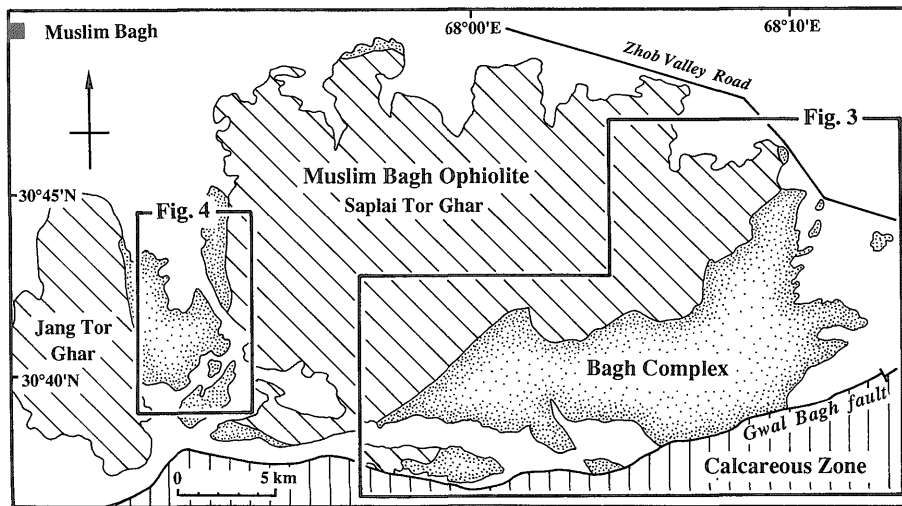 Muslim Bagh
68°00'E
68°10'E
Zhob Valley Road
Fig. 3
Muslim Bagh Ophiolite
Saplai Tor Ghar
30°45'N
Fig. 4
Jang Tor
Ghar
30°40'N
Bagh Complex
Gwal Bagh fault
Calcareous Zone
0
5 km